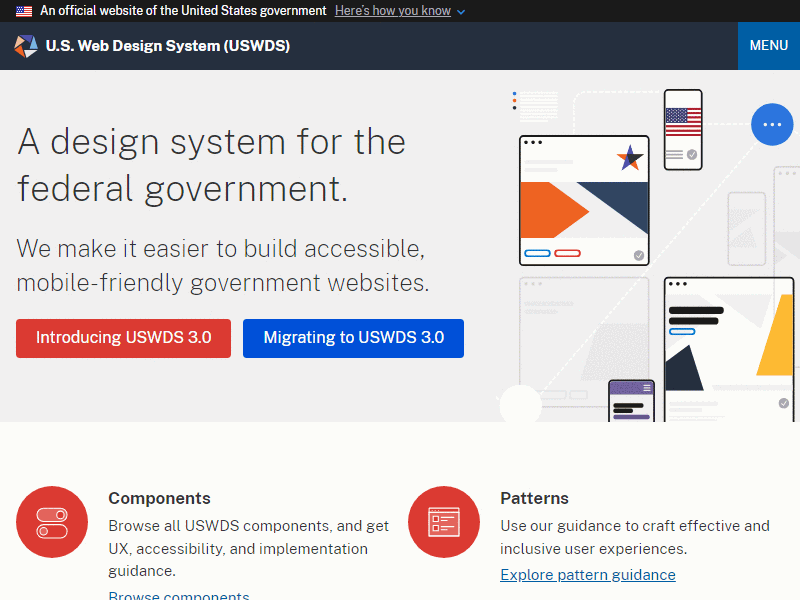 An official website of the United States government Here's how you know
U.S. Web Design System (USWDS)
MENU
A design system for the
federal government.
We make it easier to build accessible,
mobile-friendly government websites.
Introducing USWDS 3.0
Migrating to USWDS 3.0
Components
Browse all USWDS components, and get
UX, accessibility, and implementation
guidance.
Browse components
Patterns
Use our guidance to craft effective and
inclusive user experiences.
Explore pattern guidance